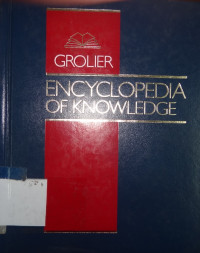 GROLIER
ENCYCLOPEDIA
OF KNOWLEDGE